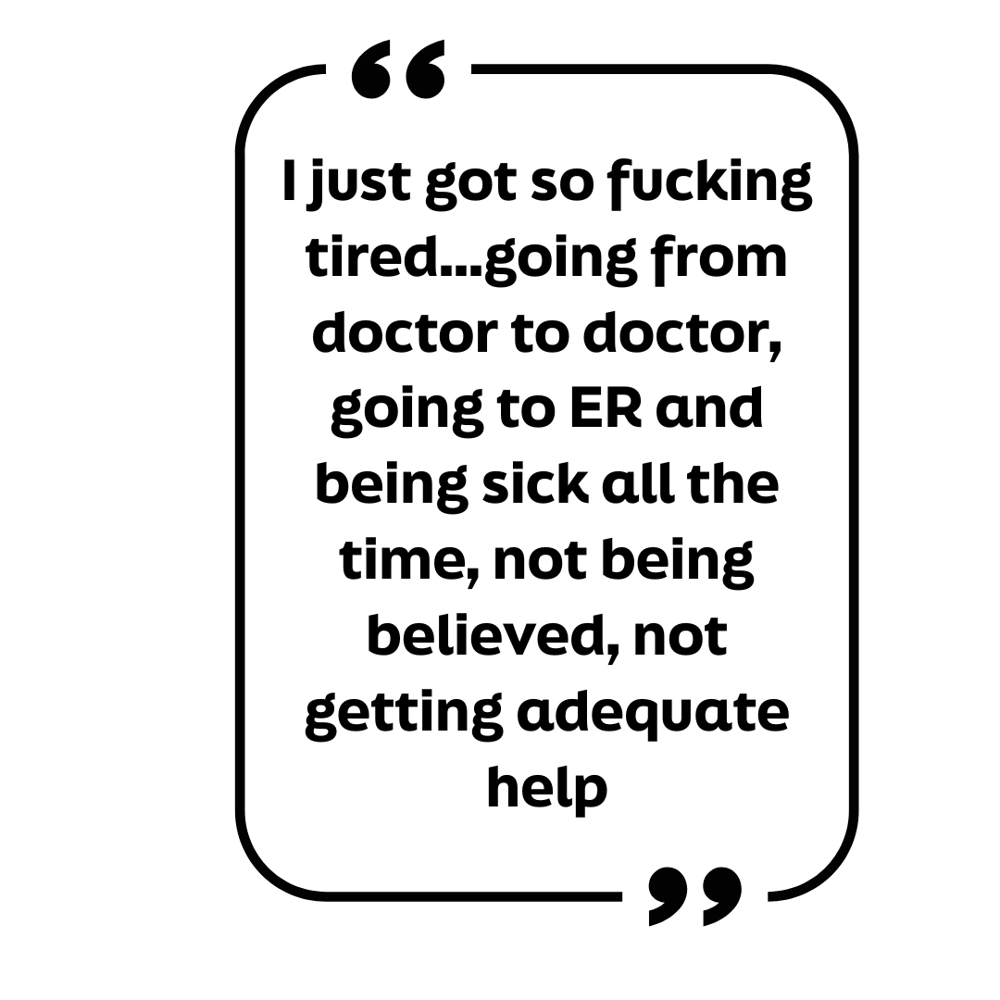 “
I just got so fucking
tired...going from
doctor to doctor,
going to ER and
being sick all the
time, not being
believed, not
getting adequate
help
”